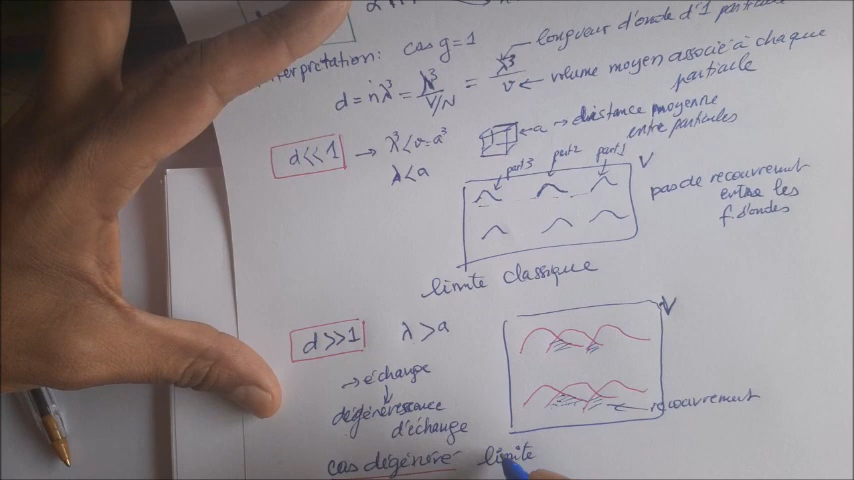 interprétation: cas g=1
longueur d'onde d'1 particule
d = nλ³ = λ³/(V/N) = λ³/v ← volume moyen associé à chaque
particule
d<<1 → λ³ < v = a³
λ < a
a → distance moyenne
entre particules
part3 part2 part1
V
pas de recouvrement
entre les
f. d'ondes
limite classique
d>>1 λ > a
V
→ échange
dégénérescence
d'échange
recouvrement
cas dégénéré limite